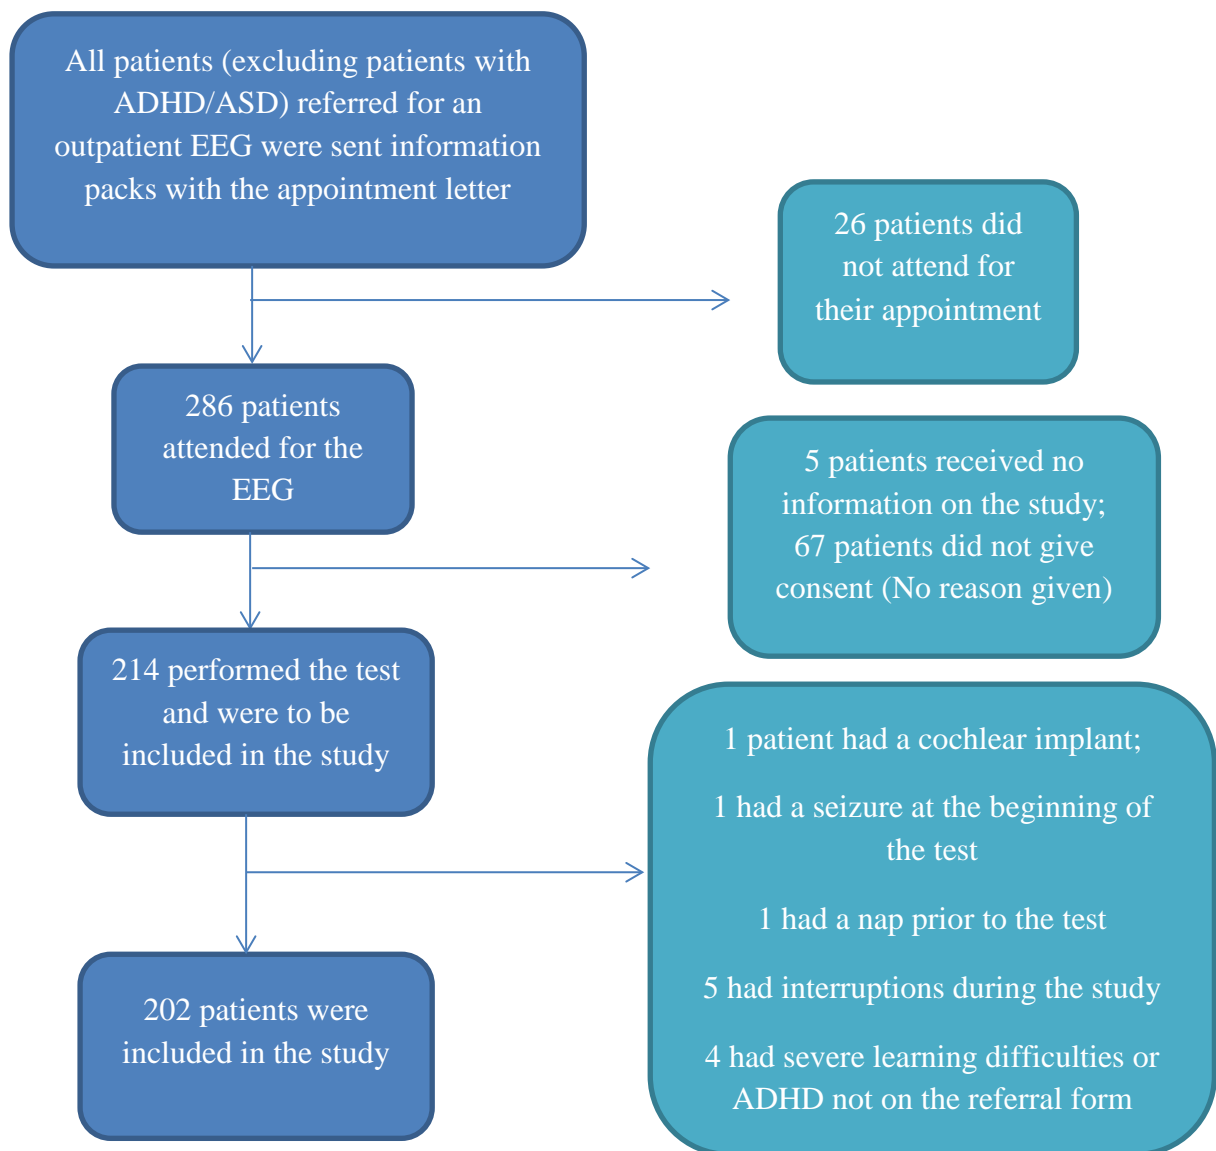 All patients (excluding patients with
ADHD/ASD) referred for an
outpatient EEG were sent information
packs with the appointment letter
26 patients did
not attend for
their appointment
286 patients
attended for the
EEG
5 patients received no
information on the study;
67 patients did not give
consent (No reason given)
214 performed the test
and were to be
included in the study
1 patient had a cochlear implant;
1 had a seizure at the beginning of
the test
1 had a nap prior to the test
5 had interruptions during the study
4 had severe learning difficulties or
ADHD not on the referral form
202 patients were
included in the study